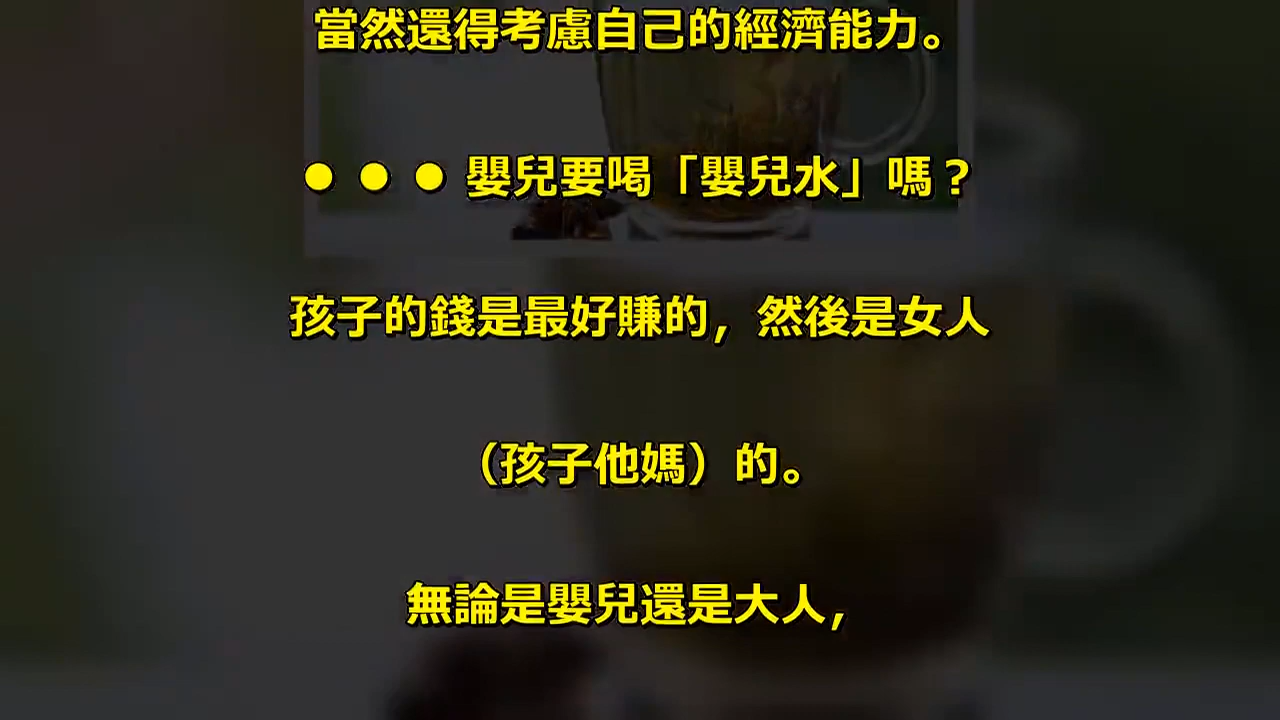 當然還得考慮自己的經濟能力。
● ● ● 嬰兒要喝「嬰兒水」嗎？
孩子的錢是最好賺的，然後是女人
（孩子他媽）的。
無論是嬰兒還是大人，